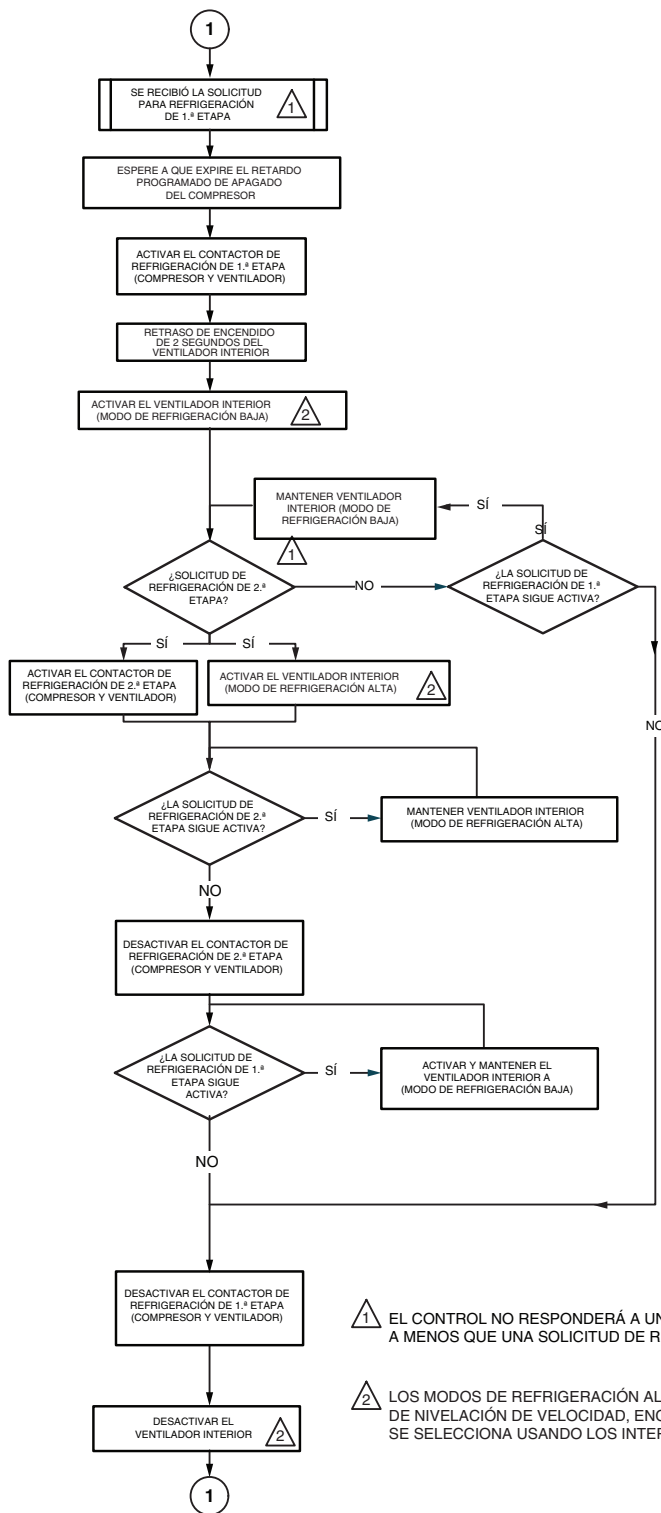 1
SE RECIBIÓ LA SOLICITUD
PARA REFRIGERACIÓN
DE 1.ª ETAPA
1
ESPERE A QUE EXPIRE EL RETARDO
PROGRAMADO DE APAGADO
DEL COMPRESOR
ACTIVAR EL CONTACTOR DE
REFRIGERACIÓN DE 1.ª ETAPA
(COMPRESOR Y VENTILADOR)
RETRASO DE ENCENDIDO
DE 2 SEGUNDOS DEL
VENTILADOR INTERIOR
ACTIVAR EL VENTILADOR INTERIOR
(MODO DE REFRIGERACIÓN BAJA)
2
MANTENER VENTILADOR
INTERIOR (MODO DE
REFRIGERACIÓN BAJA)
SÍ
SÍ
1
¿SOLICITUD DE
REFRIGERACIÓN DE 2.ª
ETAPA?
NO
¿LA SOLICITUD DE
REFRIGERACIÓN DE 1.ª
ETAPA SIGUE ACTIVA?
SÍ
SÍ
ACTIVAR EL CONTACTOR DE
REFRIGERACIÓN DE 2.ª ETAPA
(COMPRESOR Y VENTILADOR)
ACTIVAR EL VENTILADOR INTERIOR
(MODO DE REFRIGERACIÓN ALTA)
2
NO
¿LA SOLICITUD DE
REFRIGERACIÓN DE 2.ª
ETAPA SIGUE ACTIVA?
SÍ
MANTENER VENTILADOR INTERIOR
(MODO DE REFRIGERACIÓN ALTA)
NO
DESACTIVAR EL CONTACTOR DE
REFRIGERACIÓN DE 2.ª ETAPA
(COMPRESOR Y VENTILADOR)
¿LA SOLICITUD DE
REFRIGERACIÓN DE 1.ª
ETAPA SIGUE
ACTIVA?
SÍ
ACTIVAR Y MANTENER EL
VENTILADOR INTERIOR A
(MODO DE REFRIGERACIÓN BAJA)
NO
DESACTIVAR EL CONTACTOR DE
REFRIGERACIÓN DE 1.ª ETAPA
(COMPRESOR Y VENTILADOR)
1 EL CONTROL NO RESPONDERÁ A
A MENOS QUE UNA SOLICITUD DE
2 LOS MODOS DE REFRIGERACIÓN
DE NIVELACIÓN DE VELOCIDAD,
SE SELECCIONA USANDO LOS
DESACTIVAR EL
VENTILADOR INTERIOR
2
1